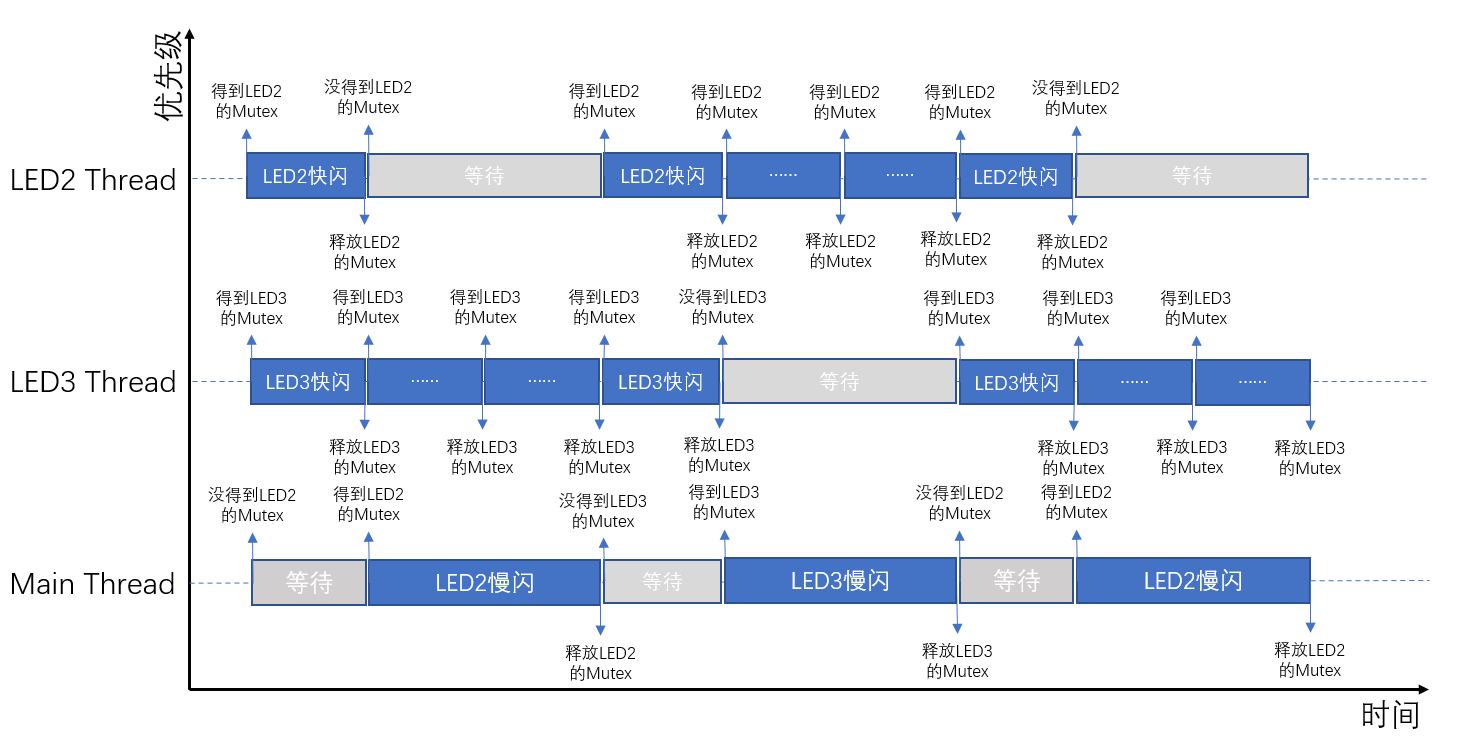 优先级
得到LED2
的Mutex
没得到LED2
的Mutex
得到LED2
的Mutex
得到LED2
的Mutex
得到LED2
的Mutex
得到LED2
的Mutex
没得到LED2
的Mutex
LED2 Thread
LED2快闪
等待
LED2快闪
……
……
LED2快闪
等待
释放LED2
的Mutex
释放LED2
的Mutex
释放LED2
的Mutex
释放LED2
的Mutex
释放LED2
的Mutex
得到LED3
的Mutex
得到LED3
的Mutex
得到LED3
的Mutex
得到LED3
的Mutex
没得到LED3
的Mutex
得到LED3
的Mutex
得到LED3
的Mutex
得到LED3
的Mutex
LED3 Thread
LED3快闪
……
……
LED3快闪
等待
LED3快闪
……
……
释放LED3
的Mutex
释放LED3
的Mutex
释放LED3
的Mutex
释放LED3
的Mutex
释放LED3
的Mutex
释放LED3
的Mutex
释放LED3
的Mutex
没得到LED2
的Mutex
得到LED2
的Mutex
没得到LED3
的Mutex
得到LED3
的Mutex
没得到LED2
的Mutex
得到LED2
的Mutex
Main Thread
等待
LED2慢闪
等待
LED3慢闪
等待
LED2慢闪
释放LED2
的Mutex
释放LED3
的Mutex
释放LED2
的Mutex
时间